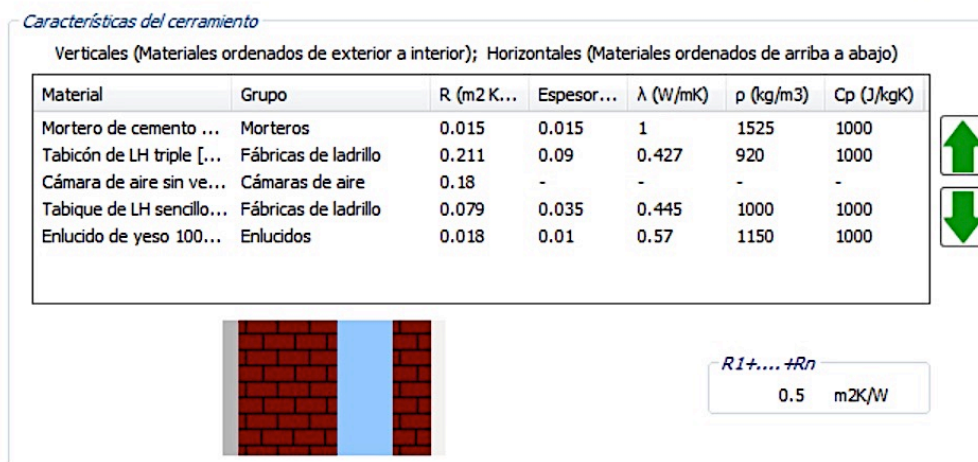 Características del cerramiento
Verticales (Materiales ordenados de exterior a interior); Horizontales (Materiales ordenados de arriba a abajo)
Material Grupo R (m2 K... Espesor... λ (W/mK) ρ (kg/m3) Cp (J/kgK)
Mortero de cemento ... Morteros 0.015 0.015 1 1525 1000
Tabicón de LH triple [... Fábricas de ladrillo 0.211 0.09 0.427 920 1000
Cámara de aire sin ve... Cámaras de aire 0.18 - - - -
Tabique de LH sencillo... Fábricas de ladrillo 0.079 0.035 0.445 1000 1000
Enlucido de yeso 100... Enlucidos 0.018 0.01 0.57 1150 1000
R1+.... +Rn
0.5 m2K/W